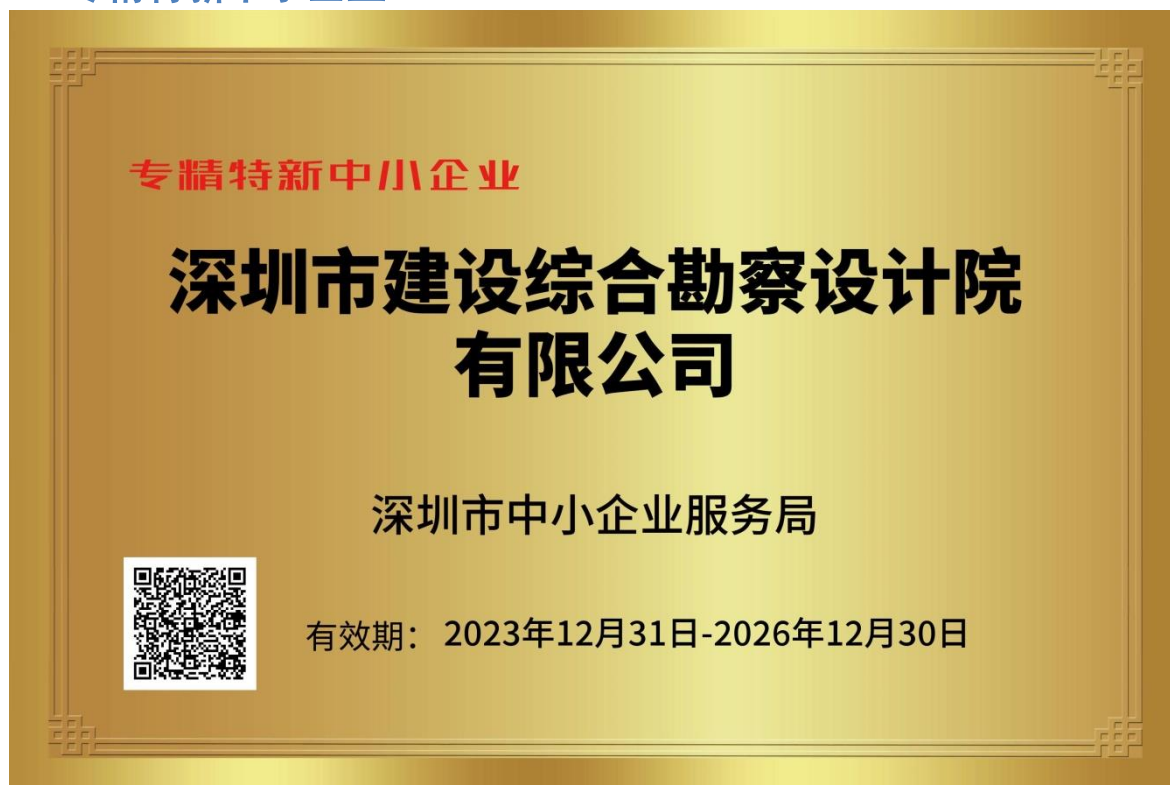 专精特新中小企业
深圳市建设综合勘察设计院
有限公司
深圳市中小企业服务局
有效期： 2023年12月31日-2026年12月30日